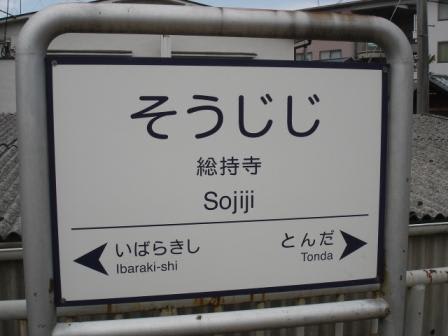 そうじじ
総持寺
Sojiji
いばらきし とんだ
Ibaraki-shi Tonda